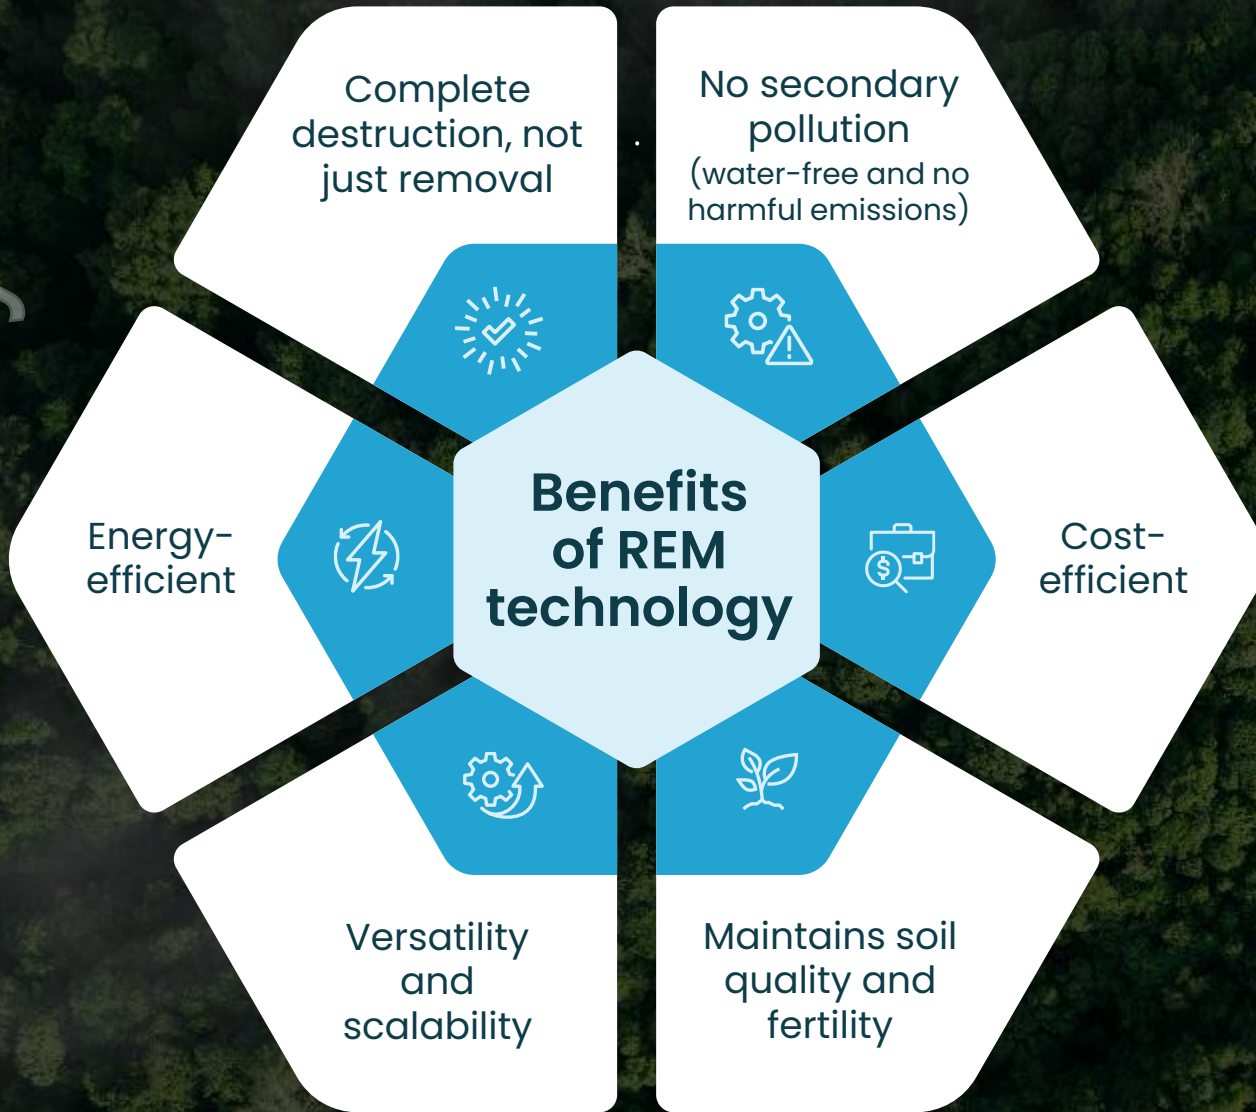 Complete
destruction, not
just removal
No secondary
pollution
(water-free and no
harmful emissions)
Energy-
efficient
Benefits
of REM
technology
Cost-
efficient
Versatility
and
scalability
Maintains soil
quality and
fertility